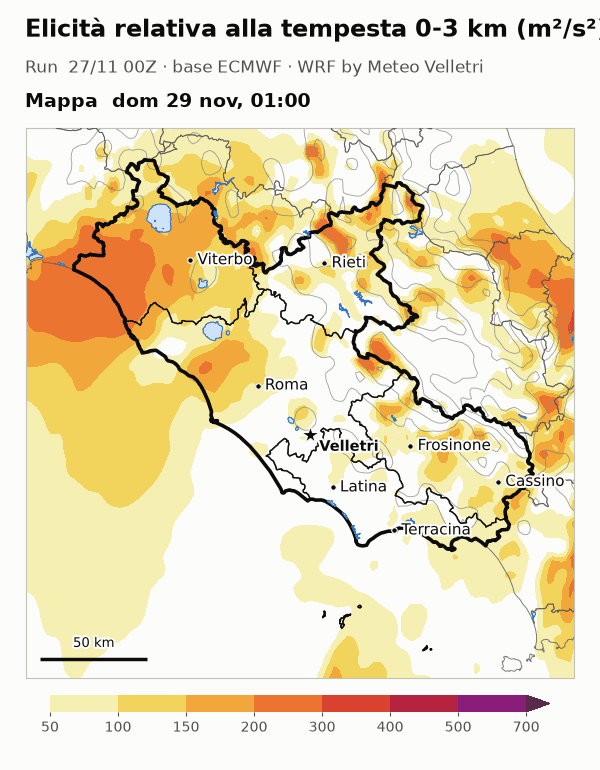 Elicità relativa alla tempesta 0-3 km (m²/s²)
Run 27/11 00Z · base ECMWF · WRF by Meteo Velletri
Mappa dom 29 nov, 01:00
Viterbo
Rieti
Roma
Velletri
Frosinone
Latina
Cassino
Terracina
50 km
50 100 150 200 300 400 500 700